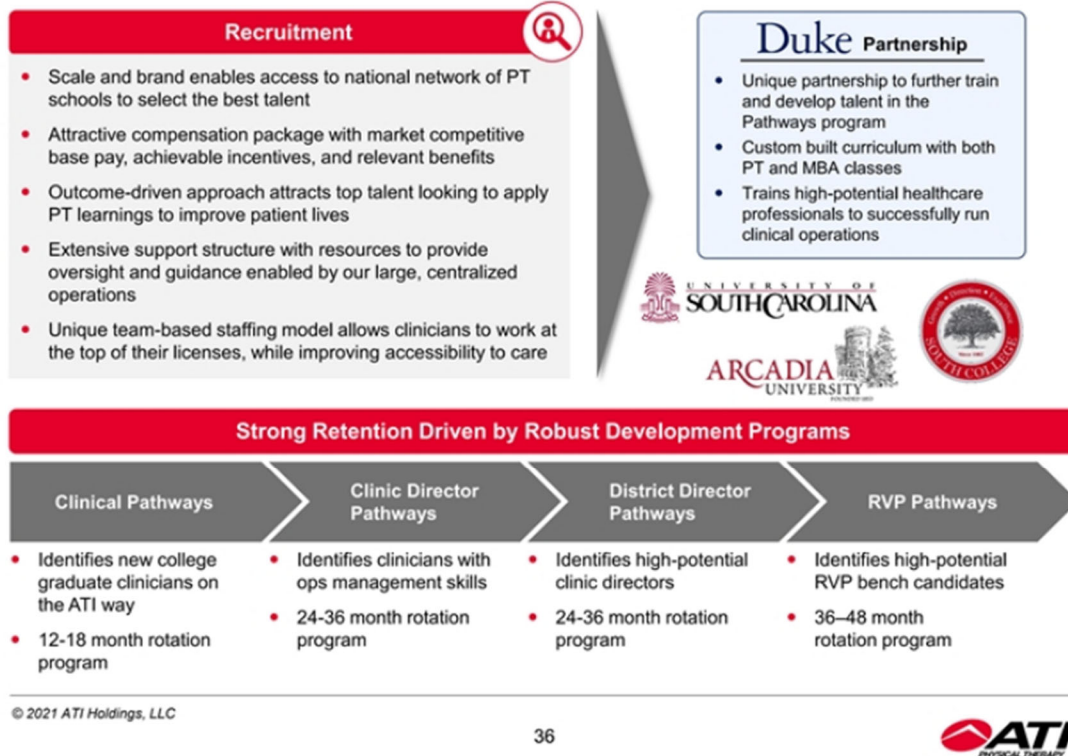 Recruitment
• Scale and brand enables access to national network of PT
schools to select the best talent
• Attractive compensation package with market competitive
base pay, achievable incentives, and relevant benefits
• Outcome-driven approach attracts top talent looking to apply
PT learnings to improve patient lives
• Extensive support structure with resources to provide
oversight and guidance enabled by our large, centralized
operations
• Unique team-based staffing model allows clinicians to work at
the top of their licenses, while improving accessibility to care
Duke Partnership
• Unique partnership to further train
and develop talent in the
Pathways program
• Custom built curriculum with both
PT and MBA classes
• Trains high-potential healthcare
professionals to successfully run
clinical operations
UNIVERSITY OF
SOUTH CAROLINA
ARCADIA
UNIVERSITY
SOUTH COLLEGE
Strong Retention Driven by Robust Development Programs
Clinical Pathways
• Identifies new college
graduate clinicians on
the ATI way
• 12-18 month rotation
program
Clinic Director
Pathways
• Identifies clinicians with
ops management skills
• 24-36 month rotation
program
District Director
Pathways
• Identifies high-potential
clinic directors
• 24-36 month rotation
program
RVP Pathways
• Identifies high-potential
RVP bench candidates
• 36–48 month
rotation program
© 2021 ATI Holdings, LLC
36
ATI
PHYSICAL THERAPY